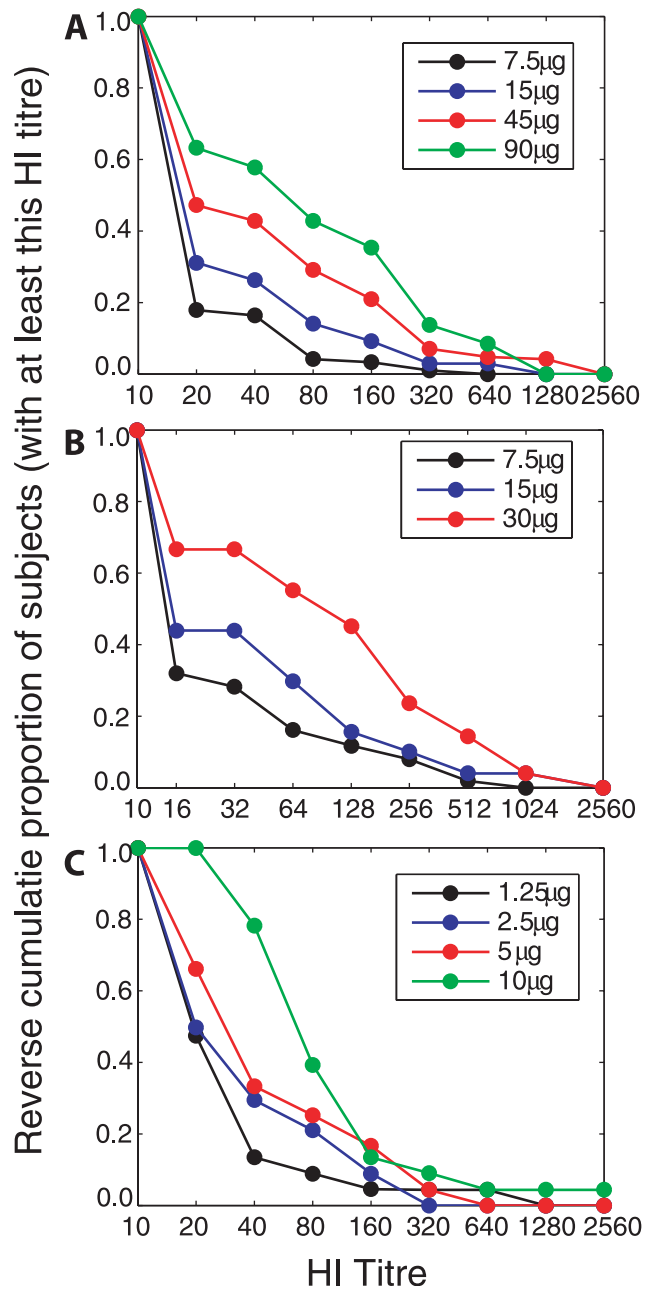 Reverse cumulatie proportion of subjects (with at least this HI titre)
A
1.0
0.8
0.6
0.4
0.2
0.0
7.5µg
15µg
45µg
90µg
10 20 40 80 160 320 640 1280 2560
B
1.0
0.8
0.6
0.4
0.2
0.0
7.5µg
15µg
30µg
10 16 32 64 128 256 512 1024 2560
C
1.0
0.8
0.6
0.4
0.2
0.0
1.25µg
2.5µg
5µg
10µg
10 20 40 80 160 320 640 1280 2560
HI Titre